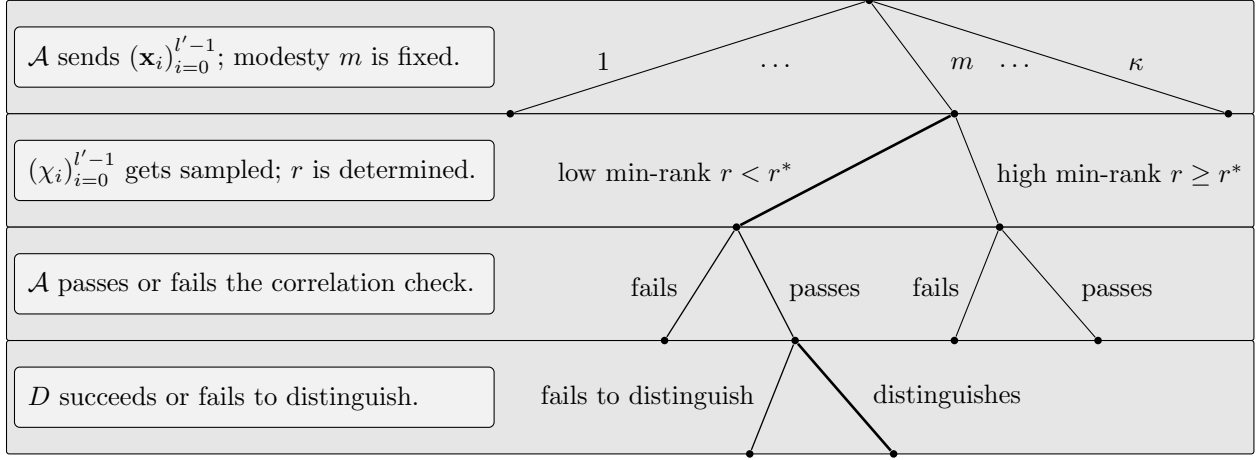 𝒜 sends (𝐱ᵢ)ᵢ₌₀^{l′−1}; modesty m is fixed.
1 ... m ... κ
(χᵢ)ᵢ₌₀^{l′−1} gets sampled; r is determined.
low min-rank r < r* high min-rank r ≥ r*
𝒜 passes or fails the correlation check.
fails passes fails passes
D succeeds or fails to distinguish.
fails to distinguish distinguishes